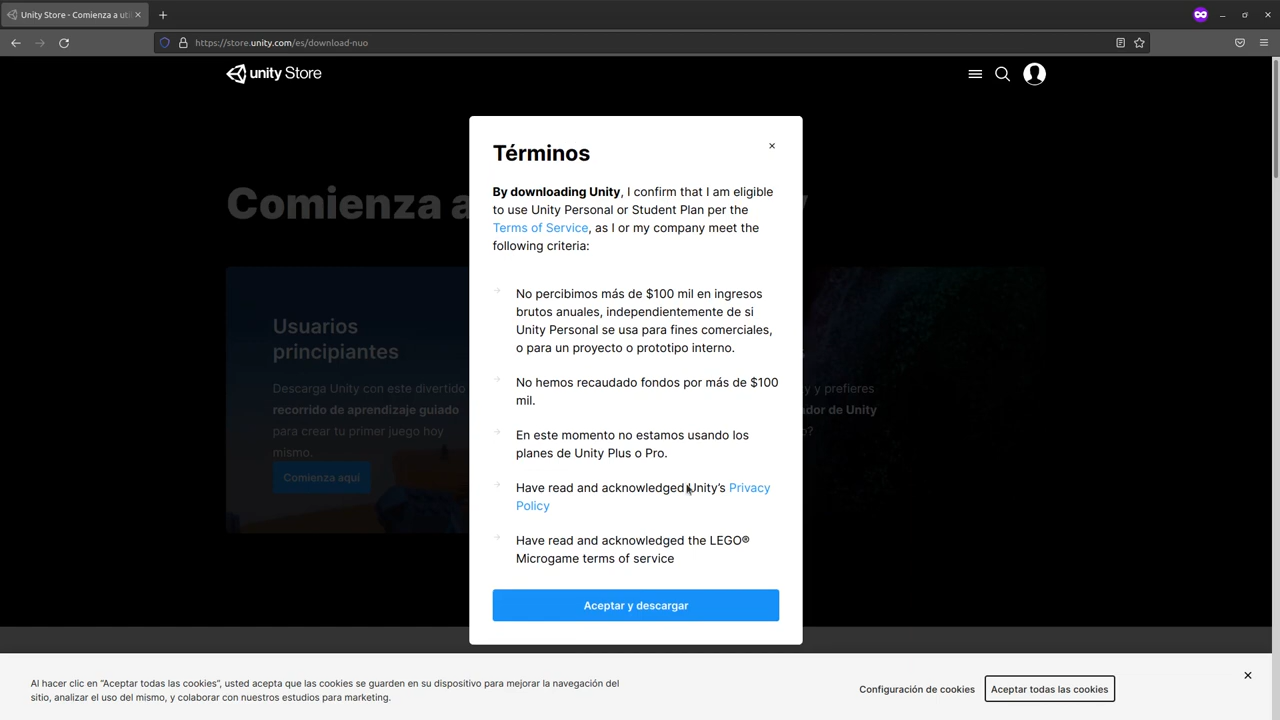 Unity Store - Comienza a uti
https://store.unity.com/es/download-nuo
unity Store
Comienza a
Términos
By downloading Unity, I confirm that I am eligible
to use Unity Personal or Student Plan per the
Terms of Service, as I or my company meet the
following criteria:
No percibimos más de $100 mil en ingresos
brutos anuales, independientemente de si
Unity Personal se usa para fines comerciales,
o para un proyecto o prototipo interno.
No hemos recaudado fondos por más de $100
mil.
En este momento no estamos usando los
planes de Unity Plus o Pro.
Have read and acknowledged Unity's Privacy
Policy
Have read and acknowledged the LEGO®
Microgame terms of service
Aceptar y descargar
Usuarios
principiantes
Descarga Unity con este divertido
recorrido de aprendizaje guiado
para crear tu primer juego hoy
mismo.
Comienza aquí
y y prefieres
ador de Unity
o?
Al hacer clic en "Aceptar todas las cookies", usted acepta que las cookies se guarden en su dispositivo para mejorar la navegación del
sitio, analizar el uso del mismo, y colaborar con nuestros estudios para marketing.
Configuración de cookies
Aceptar todas las cookies